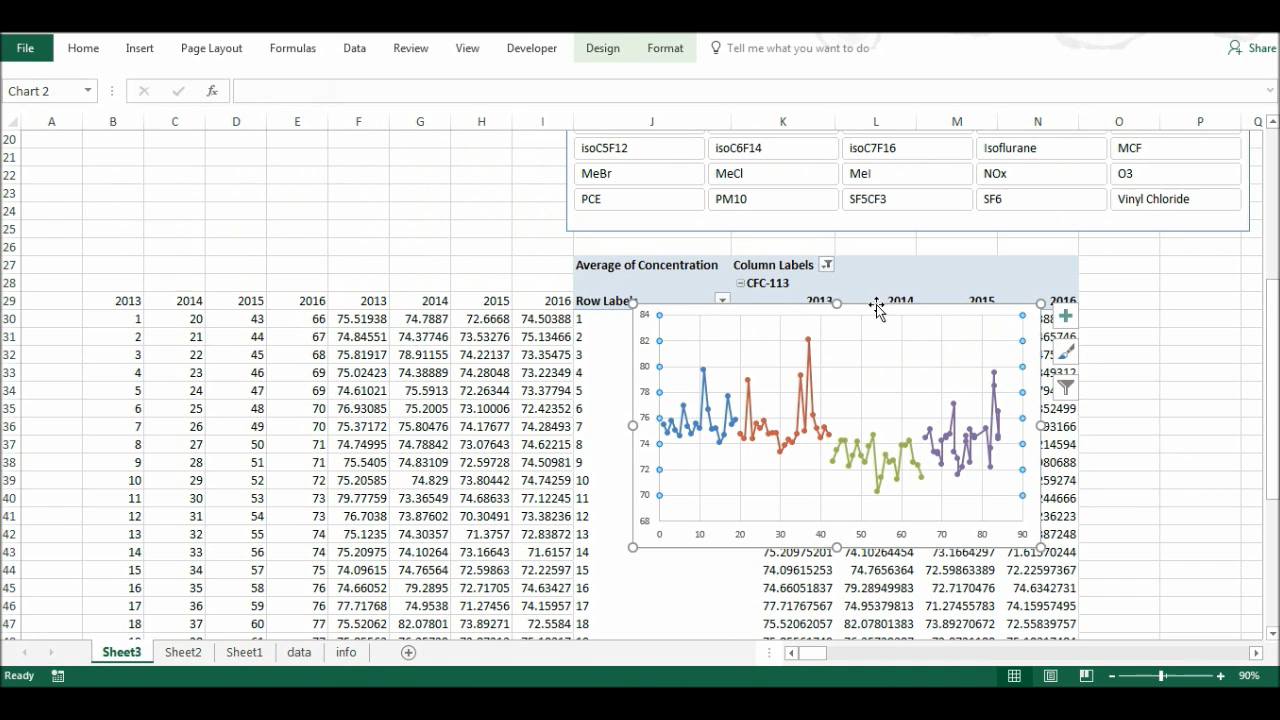 File Home Insert Page Layout Formulas Data Review View Developer Design Format Tell me what you want to do Share
Chart 2 fx
A B C D E F G H I J K L M N O P Q
20 isoC5F12 isoC6F14 isoC7F16 Isoflurane MCF
21
22 MeBr MeCl MeI NOx O3
23 PCE PM10 SF5CF3 SF6 Vinyl Chloride
24
25
26
27 Average of Concentration Column Labels
28 CFC-113
29 2013 2014 2015 2016 2013 2014 2015 2016 Row Labels 2013 2014 2015 2016
30 1 20 43 66 75.51938 74.7887 72.6668 74.50388 1
31 2 21 44 67 74.84551 74.37746 73.53276 75.13466 2
32 3 22 45 68 75.81917 78.91155 74.22137 73.35475 3
33 4 23 46 69 75.02423 74.38889 74.28048 73.22349 4
34 5 24 47 69 74.61021 75.5913 72.26344 73.37794 5
35 6 25 48 70 76.93085 75.2005 73.10006 72.42352 6
36 7 26 49 70 75.37172 75.80476 74.17677 74.28493 7
37 8 27 50 71 74.74995 74.78842 73.07643 74.62215 8
38 9 28 51 71 75.5405 74.83109 72.59728 74.50981 9
39 10 29 52 72 75.20585 74.829 73.80442 74.74259 10
40 11 30 53 72 79.77759 73.36549 74.68633 77.12245 11
41 12 31 54 73 76.7038 73.87602 70.30491 73.38236 12
42 13 32 55 74 75.1235 74.30357 71.3757 72.83872 13
43 14 33 56 74 75.20975 74.10264 73.16643 71.6157 14 75.20975201 74.10264454 73.1664297 71.61570244
44 15 34 57 75 74.09615 74.76564 72.59863 72.22597 15 74.09615253 74.7656364 72.59863389 72.22597367
45 16 35 58 76 74.66052 79.2895 72.71705 74.63427 16 74.66051837 79.28949983 72.7170476 74.6342731
46 17 36 59 76 77.71768 74.9538 71.27456 74.15957 17 77.71767567 74.95379813 71.27455783 74.15957495
47 18 37 60 77 75.52062 82.07801 73.89271 72.5584 18 75.52062057 82.07801383 73.89270672 72.55839757
84
82
80
78
76
74
72
70
68
0 10 20 30 40 50 60 70 80 90
Sheet3 Sheet2 Sheet1 data info
Ready 90%